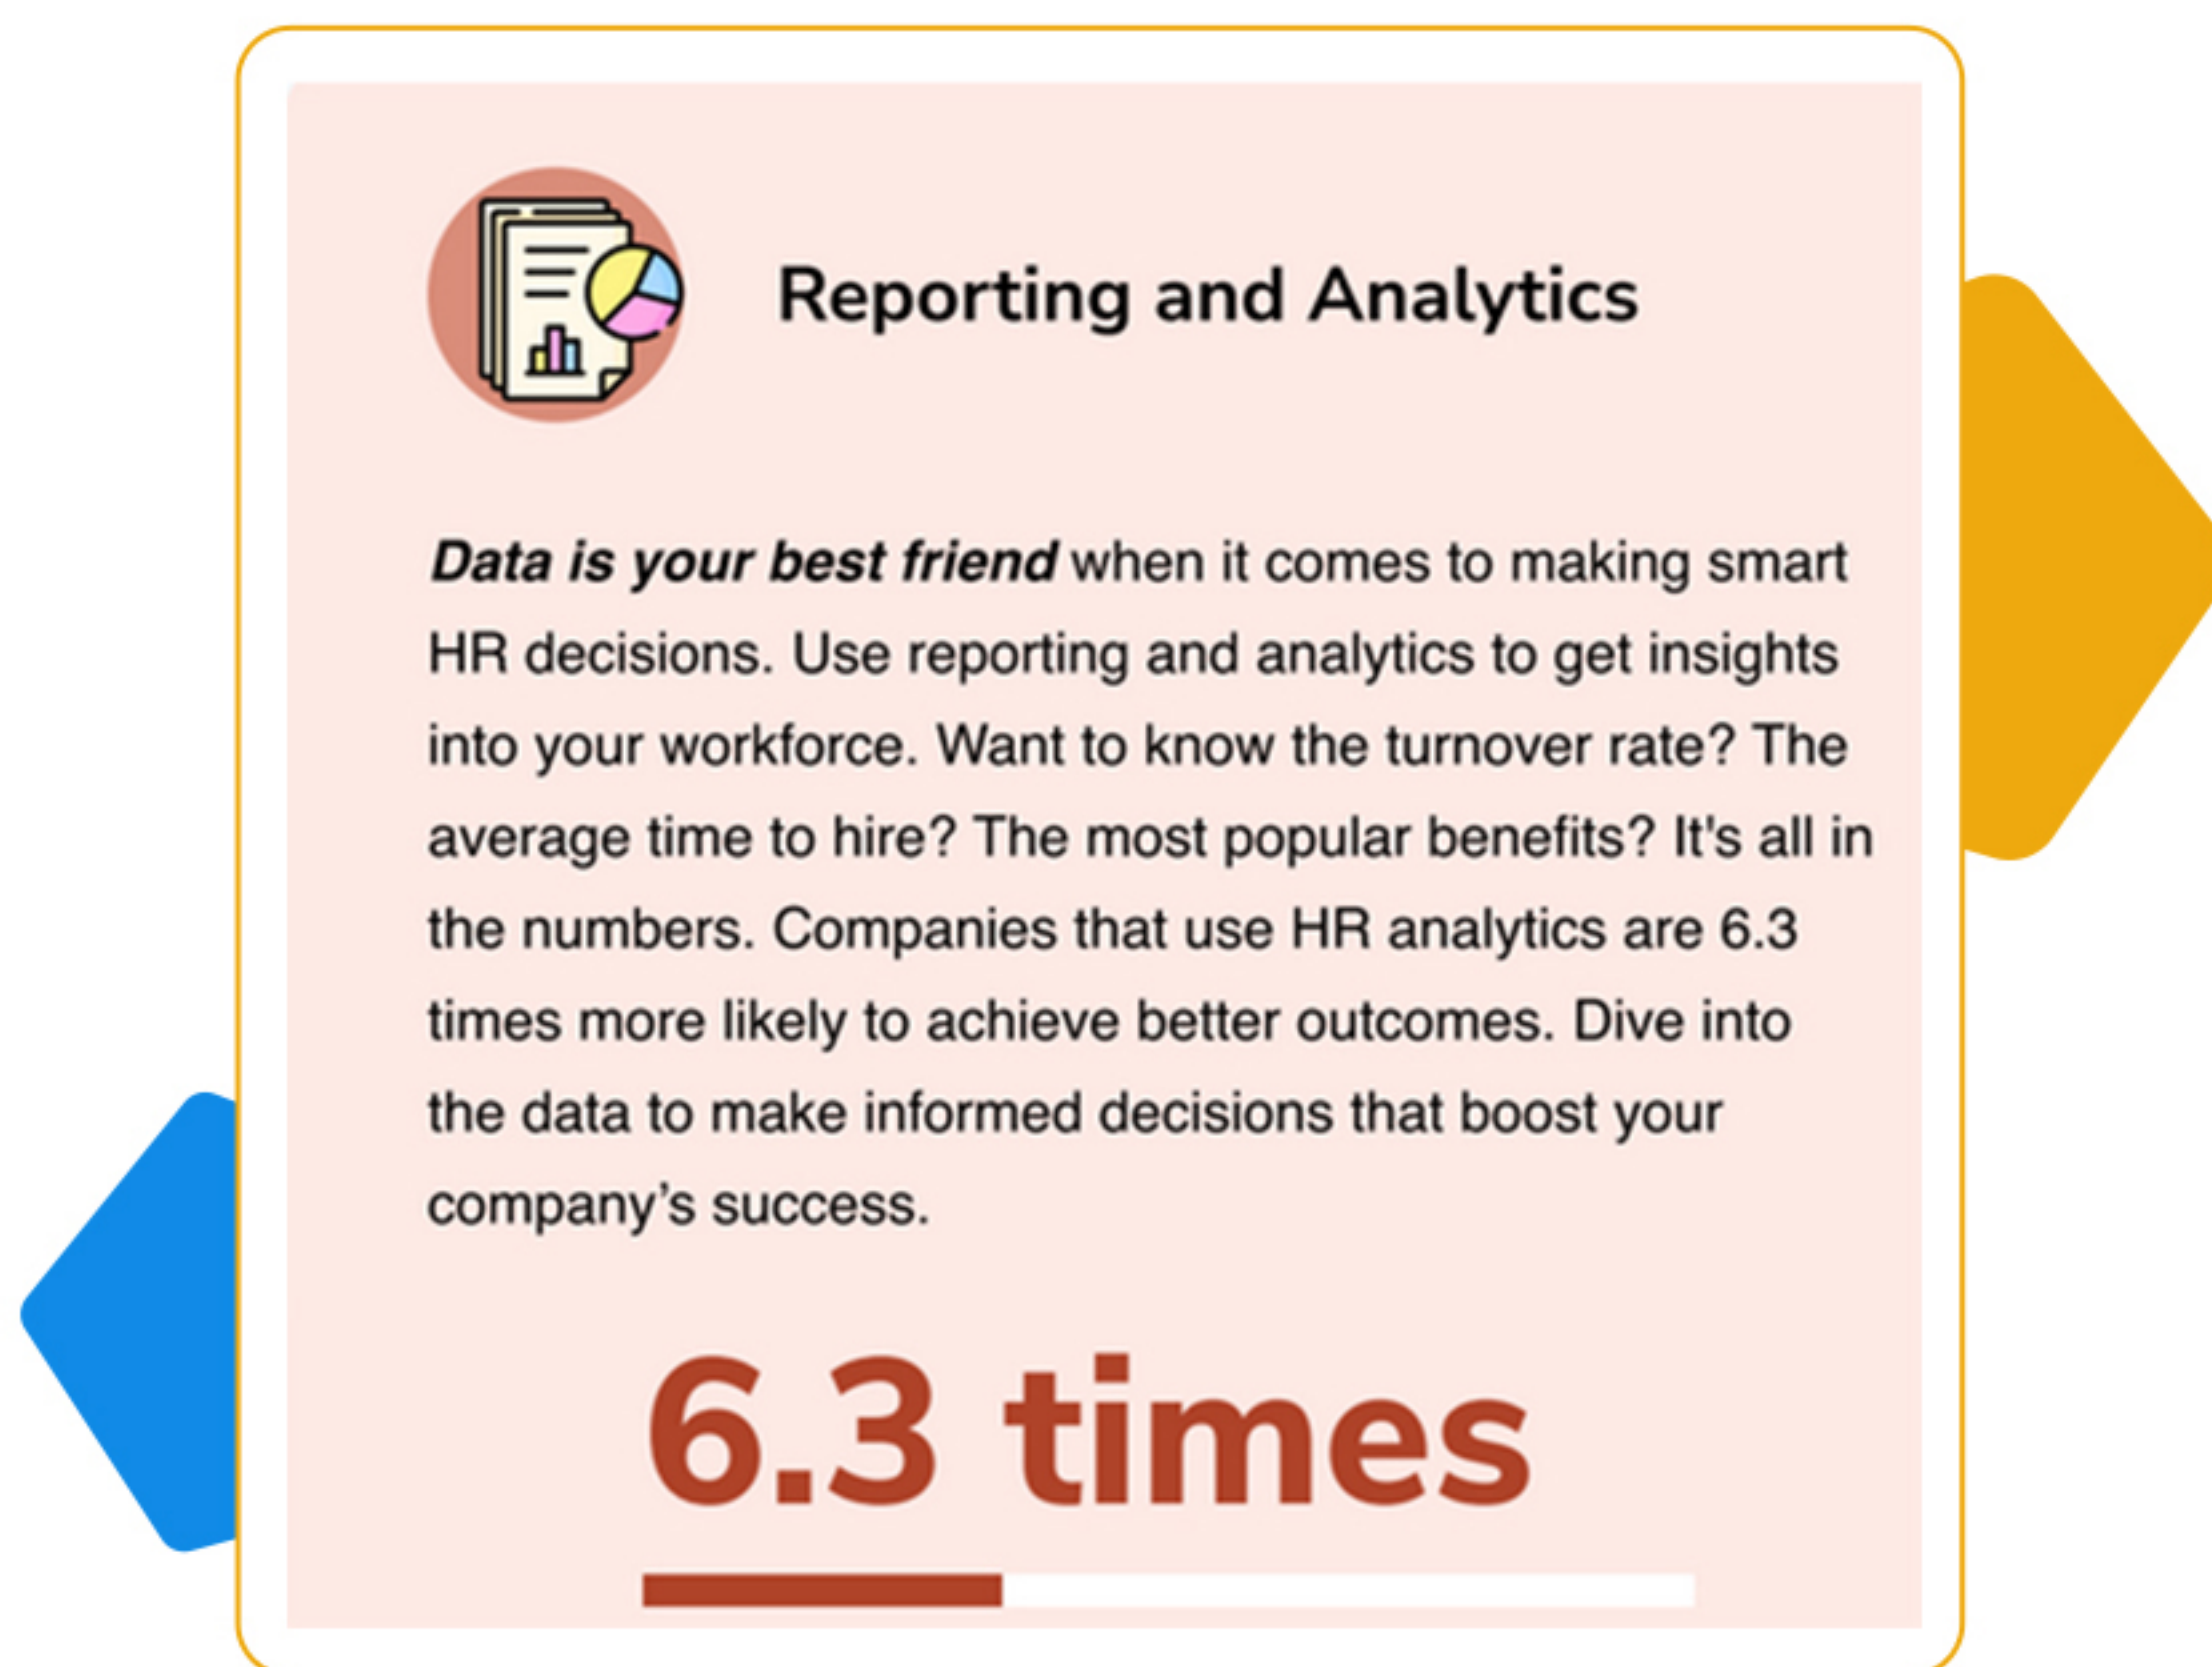 Reporting and Analytics
Data is your best friend when it comes to making smart
HR decisions. Use reporting and analytics to get insights
into your workforce. Want to know the turnover rate? The
average time to hire? The most popular benefits? It's all in
the numbers. Companies that use HR analytics are 6.3
times more likely to achieve better outcomes. Dive into
the data to make informed decisions that boost your
company’s success.
6.3 times